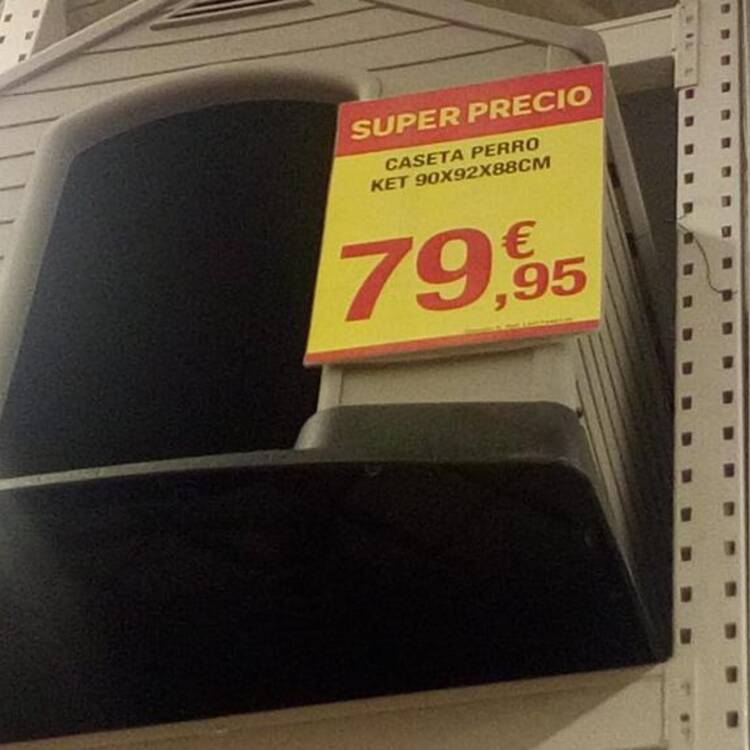 SUPER PRECIO
CASETA PERRO
KET 90X92X88CM
79,95 €